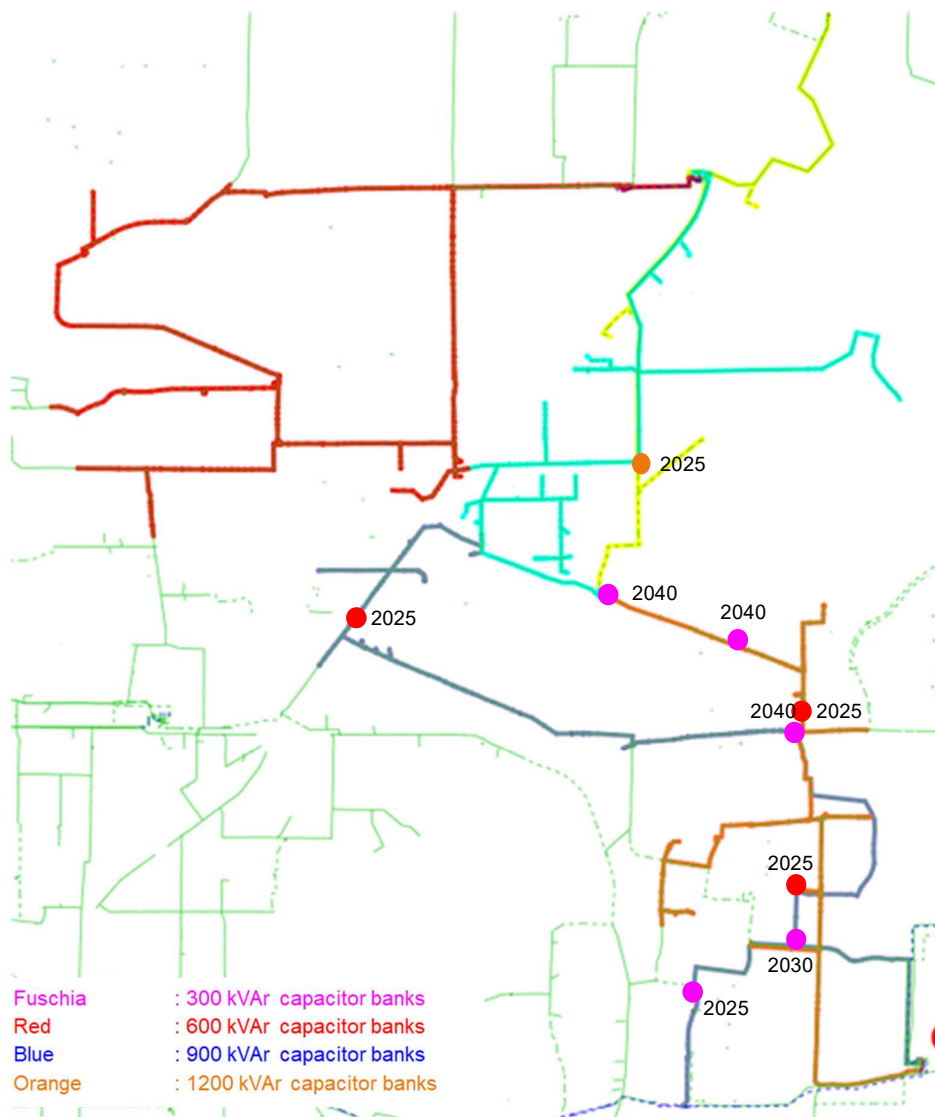 2025
2040
2040
2025
2040 2025
2025
2030
2025
Fuschia : 300 kVAr capacitor banks
Red : 600 kVAr capacitor banks
Blue : 900 kVAr capacitor banks
Orange : 1200 kVAr capacitor banks